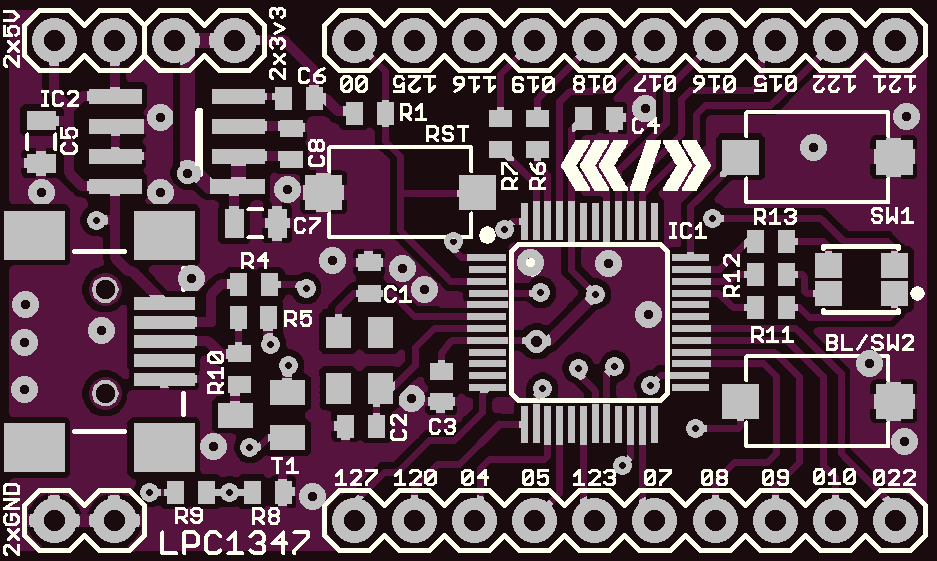 2x5V
2x3v3
00
125
116
019
018
017
016
015
122
121
IC2
C6
R1
RST
C4
C5
C8
R7
R6
SW1
C7
IC1
R13
R4
C1
R12
R5
R11
BL/SW2
R10
C2
C3
T1
127
120
04
05
123
07
08
09
010
022
2xGND
R9
R8
LPC1347